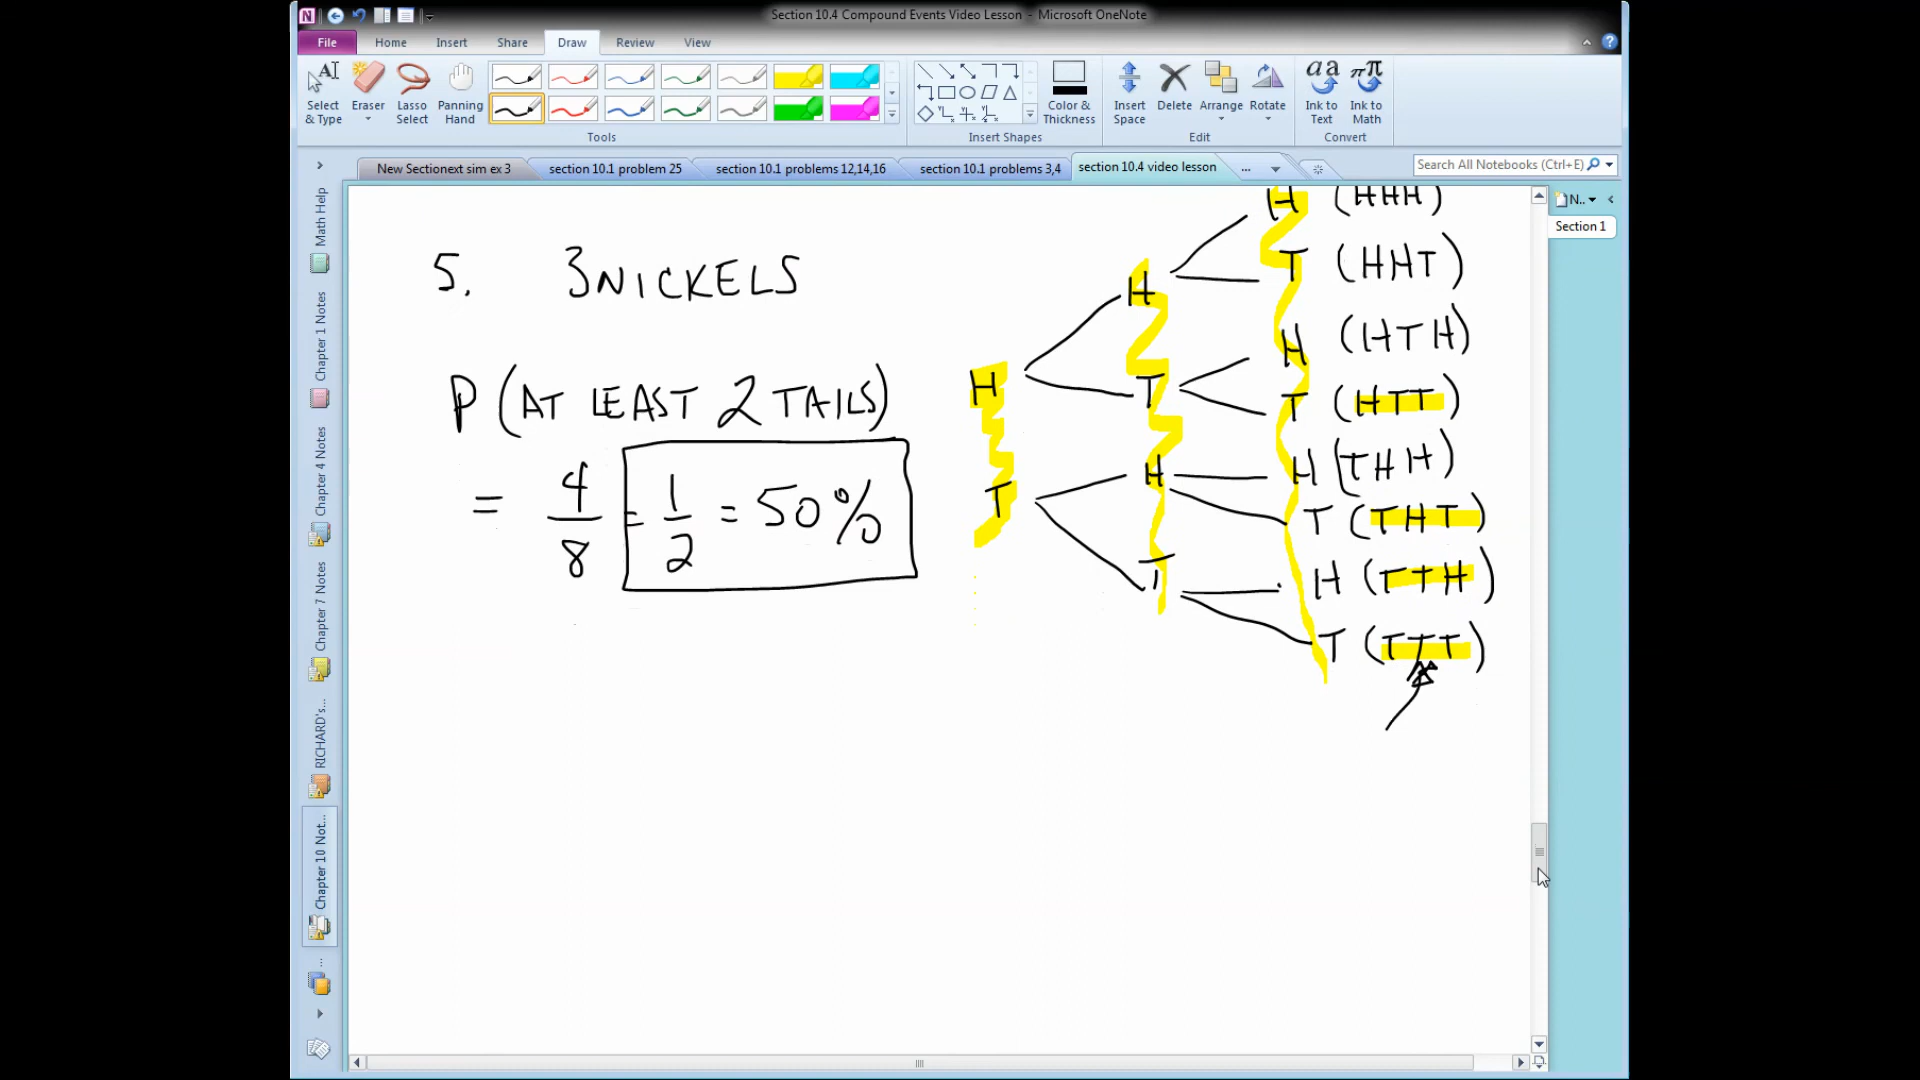 Section 10.4 Compound Events Video Lesson - Microsoft OneNote
File Home Insert Share Draw Review View
Select & Type
Eraser
Lasso Select
Panning Hand
Color & Thickness
Insert Space
Delete
Arrange
Rotate
Ink to Text
Ink to Math
Tools
Insert Shapes
Edit
Convert
New Sectionext sim ex 3
section 10.1 problem 25
section 10.1 problems 12,14,16
section 10.1 problems 3,4
section 10.4 video lesson
...
Search All Notebooks (Ctrl+E)
N..
Section 1
Math Help
Chapter 1 Notes
Chapter 4 Notes
Chapter 7 Notes
RICHARD's...
Chapter 10 Not...
5. 3 NICKELS
P (AT LEAST 2 TAILS)
= 4/8 = 1/2 = 50%
H
T
H
T
H
T
H (HHH)
T (HHT)
H (HTH)
T (HTT)
H (THH)
T (THT)
H (TTH)
T (TTT)